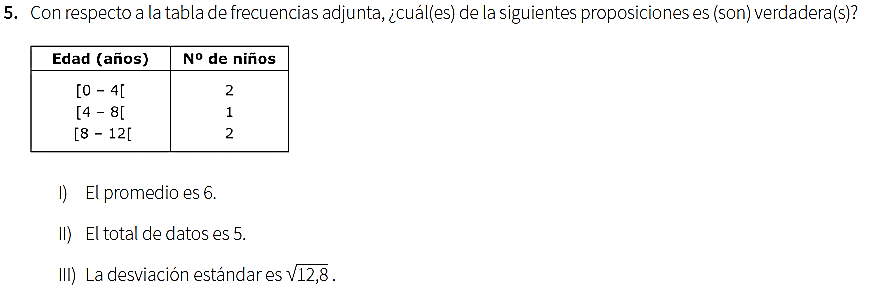 5. Con respecto a la tabla de frecuencias adjunta, ¿cuál(es) de la siguientes proposiciones es (son) verdadera(s)?
Edad (años) Nº de niños
[0 – 4[ 2
[4 – 8[ 1
[8 – 12[ 2
I) El promedio es 6.
II) El total de datos es 5.
III) La desviación estándar es √12,8 .